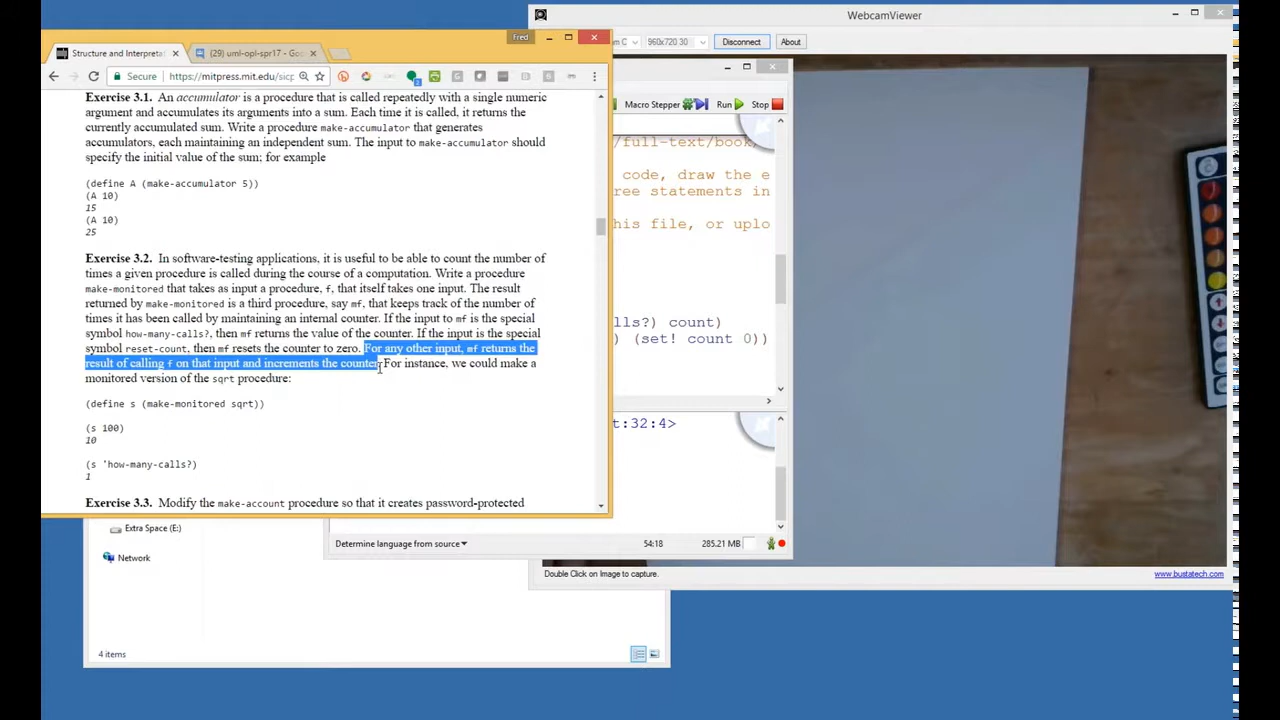 WebcamViewer
Fred
Structure and Interpreta
(29) uml-opl-spr17 - Goo
960x720.30
Disconnect
About
Secure
https://mitpress.mit.edu/sicp
Macro Stepper
Run
Stop
Exercise 3.1. An accumulator is a procedure that is called repeatedly with a single numeric
argument and accumulates its arguments into a sum. Each time it is called, it returns the
currently accumulated sum. Write a procedure make-accumulator that generates
accumulators, each maintaining an independent sum. The input to make-accumulator should
specify the initial value of the sum; for example
(define A (make-accumulator 5))
(A 10)
15
(A 10)
25
Exercise 3.2. In software-testing applications, it is useful to be able to count the number of
times a given procedure is called during the course of a computation. Write a procedure
make-monitored that takes as input a procedure, f, that itself takes one input. The result
returned by make-monitored is a third procedure, say mf, that keeps track of the number of
times it has been called by maintaining an internal counter. If the input to mf is the special
symbol how-many-calls?, then mf returns the value of the counter. If the input is the special
symbol reset-count, then mf resets the counter to zero. For any other input, mf returns the
result of calling f on that input and increments the counter. For instance, we could make a
monitored version of the sqrt procedure:
(define s (make-monitored sqrt))
(s 100)
10
(s 'how-many-calls?)
1
Exercise 3.3. Modify the make-account procedure so that it creates password-protected
/full-text/book/
code, draw the e
ree statements in
his file, or uplo
lls?) count)
) (set! count 0))
t:32:4>
Extra Space (E:)
Network
Determine language from source
54:18
285.21 MB
Double Click on Image to capture.
www.bustatech.com
4 items